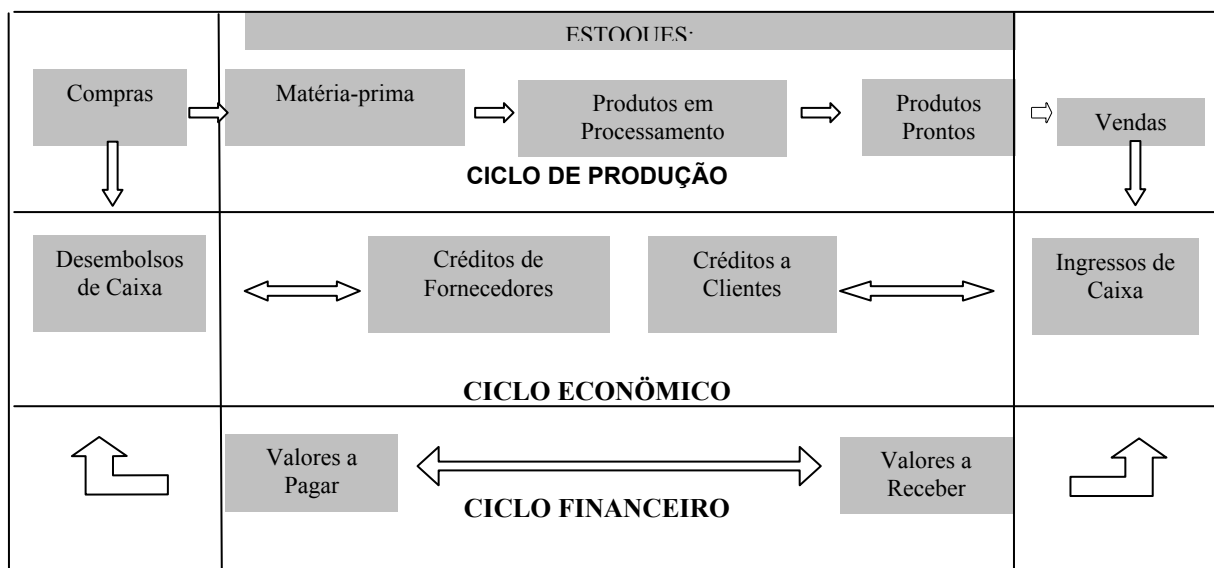 ESTOQUES:
Compras
Matéria-prima
Produtos em
Processamento
Produtos
Prontos
Vendas
CICLO DE PRODUÇÃO
Desembolsos
de Caixa
Créditos de
Fornecedores
Créditos a
Clientes
Ingressos de
Caixa
CICLO ECONÖMICO
Valores a
Pagar
Valores a
Receber
CICLO FINANCEIRO